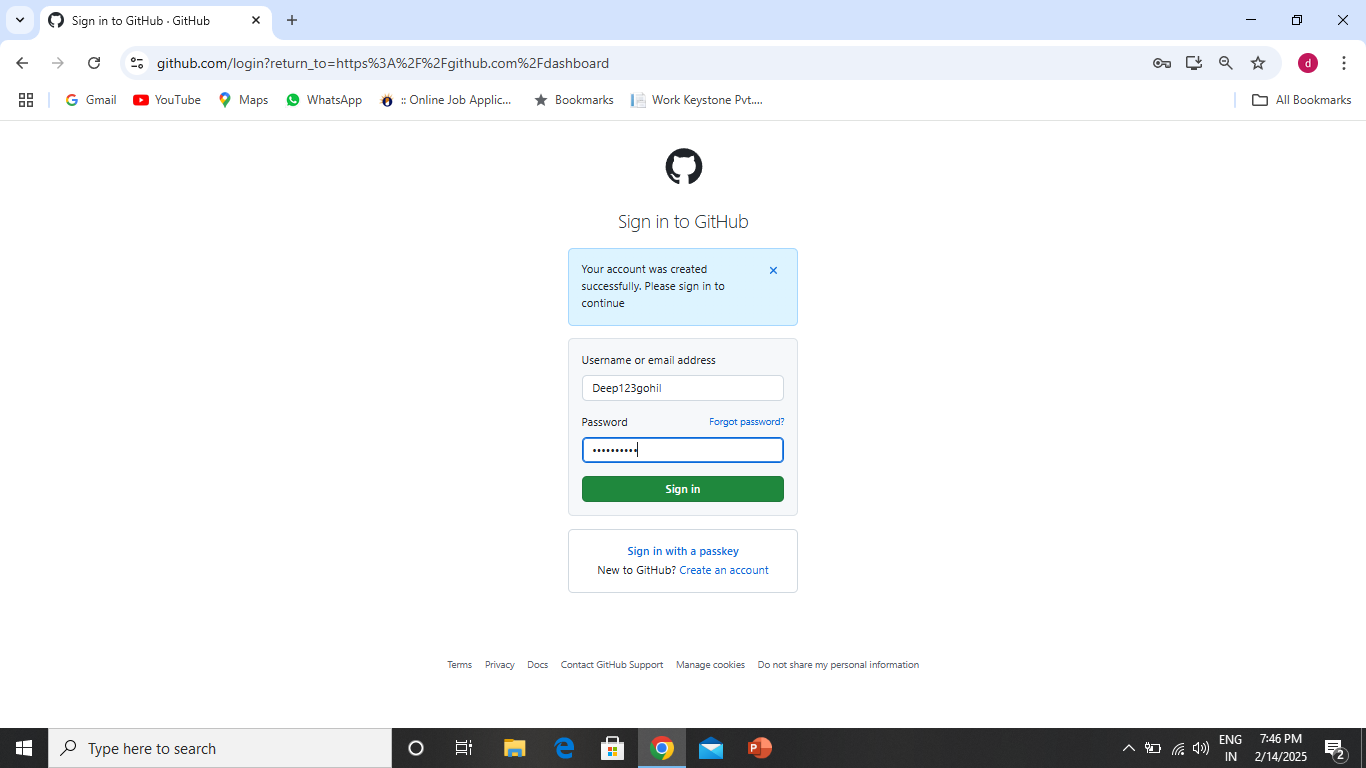 Sign in to GitHub · GitHub
github.com/login?return_to=https%3A%2F%2Fgithub.com%2Fdashboard
d
Gmail YouTube Maps WhatsApp :: Online Job Applic... Bookmarks Work Keystone Pvt.... All Bookmarks
Sign in to GitHub
Your account was created
successfully. Please sign in to
continue
Username or email address
Deep123gohil
Password Forgot password?
••••••••••
Sign in
Sign in with a passkey
New to GitHub? Create an account
Terms Privacy Docs Contact GitHub Support Manage cookies Do not share my personal information
Type here to search
ENG
IN
7:46 PM
2/14/2025
2